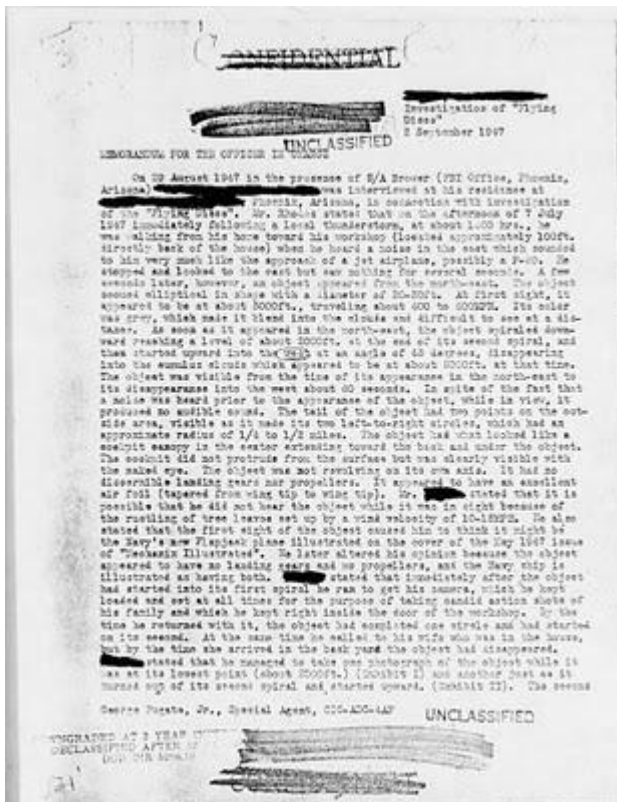 CONFIDENTIAL
Investigation of "Flying
Discs"
2 September 1947
UNCLASSIFIED
MEMORANDUM FOR THE OFFICER IN CHARGE
On 29 August 1947 in the presence of S/A Brower (FBI Office, Phoenix,
Arizona) was interviewed at his residence at
Phoenix, Arizona, in connection with investigation
of the "Flying Discs". Mr. Rhodes stated that on the afternoon of 7 July
1947 immediately following a local thunderstorm, at about hrs., he
was walking from his home toward his workshop (located approximately 100ft.
directly back of the house) when he heard a noise in the east which sounded
to him very much like the approach of a jet airplane, possibly a P-80. He
stopped and looked to the east but saw nothing for several seconds. A few
seconds later, however, an object appeared from the north-east. The object
seemed elliptical in shape with a diameter of 20-30ft. At first sight, it
appeared to be at about 5000ft., traveling about 400 to 600MPH. Its color
was grey, which made it blend into the clouds and difficult to see at a dis-
tance. As soon as it appeared in the north-east, the object spiraled down-
ward reaching a level of about 2000ft. at the end of its second spiral, and
then started upward into the west at an angle of 45 degrees, disappearing
into the cumulus clouds which appeared to be at about 5000ft. at that time.
The object was visible from the time of its appearance in the north-east to
its disappearance into the west about seconds. In spite of the fact that
a noise was heard prior to the appearance of the object, while in view, it
produced no audible sound. The tail of the object had two points on the out-
side area, visible as it made its two left-to-right circles, which had an
approximate radius of 1/4 to 1/2 miles. The object had what looked like a
cockpit canopy in the center extending toward the back and under the object.
The cockpit did not protrude from the surface but was clearly visible with
the naked eye. The object was not revolving on its own axis. It had no
discernible landing gears nor propellers. It appeared to have an excellent
air foil (tapered from wing tip to wing tip). Mr. stated that it is
possible that he did not hear the object while it was in sight because of
the rustling of tree leaves set up by a wind velocity of 10-15MPH. He also
stated that the first sight of the object caused him to think it might be
the Navy's new Flapjack plane illustrated on the cover of the May 1947 issue
of "Mechanix Illustrated". He later altered his opinion because the object
appeared to have no landing gears and no propellers, and the Navy ship is
illustrated as having both. stated that immediately after the object
had started into its first spiral he ran to get his camera, which he kept
loaded and set at all times for the purpose of taking candid action shots of
his family and which he kept right inside the door of the workshop. By the
time he returned with it, the object had completed one circle and had started
on its second. At the same time he called to his wife who was in the house,
but by the time she arrived in the back yard the object had disappeared.
stated that he managed to take one photograph of the object while it
was at its lowest point (about 2000ft.) (Exhibit I) and another just as it
turned out of its second spiral and started upward. (Exhibit II). The second
George Fugate, Jr., Special Agent, CIC-ADC-4AF
UNCLASSIFIED
DOWNGRADED AT 3 YEAR
DECLASSIFIED AFTER
DOD DIR